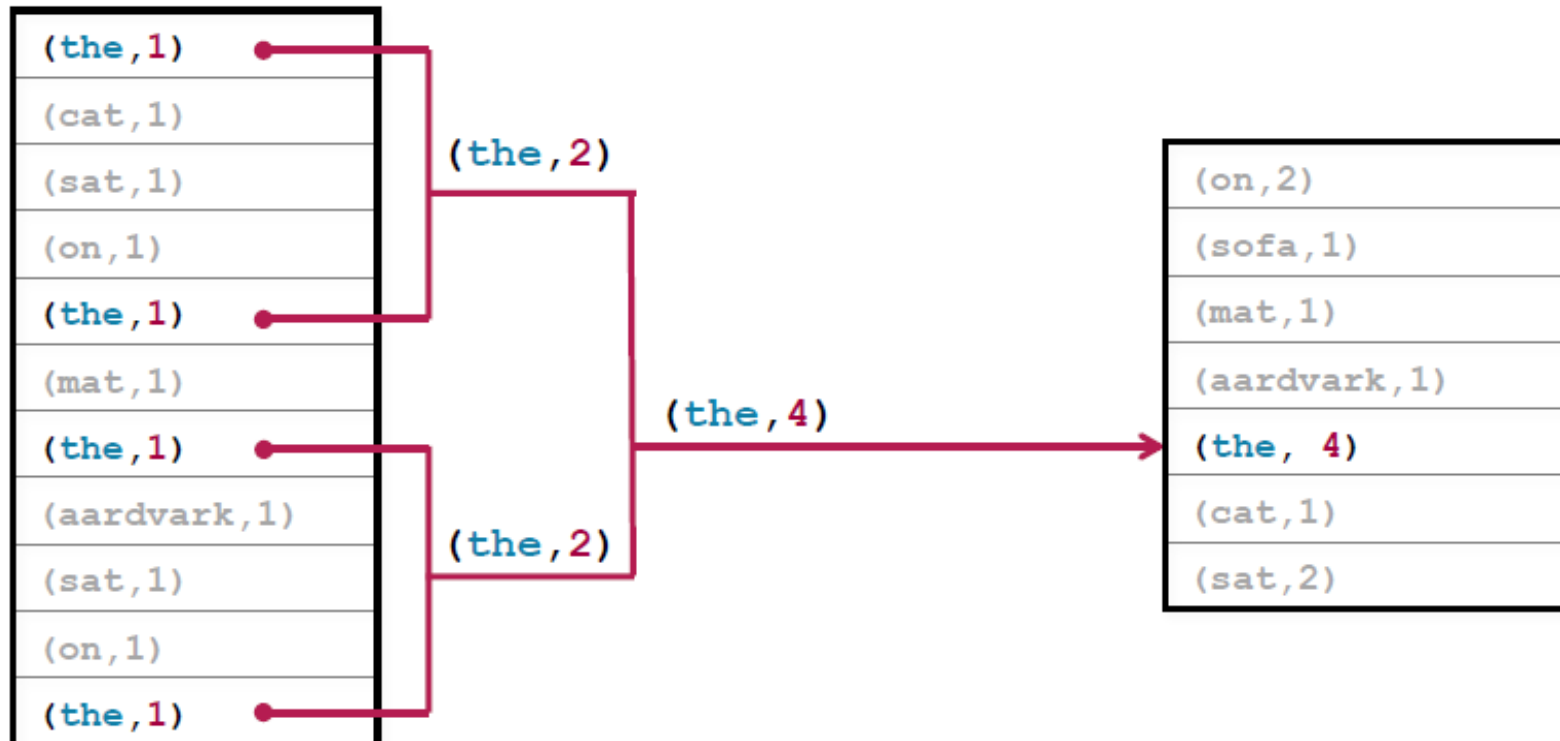 (the,1)
(cat,1)
(sat,1)
(on,1)
(the,1)
(mat,1)
(the,1)
(aardvark,1)
(sat,1)
(on,1)
(the,1)
(the,2)
(the,2)
(the,4)
(on,2)
(sofa,1)
(mat,1)
(aardvark,1)
(the, 4)
(cat,1)
(sat,2)